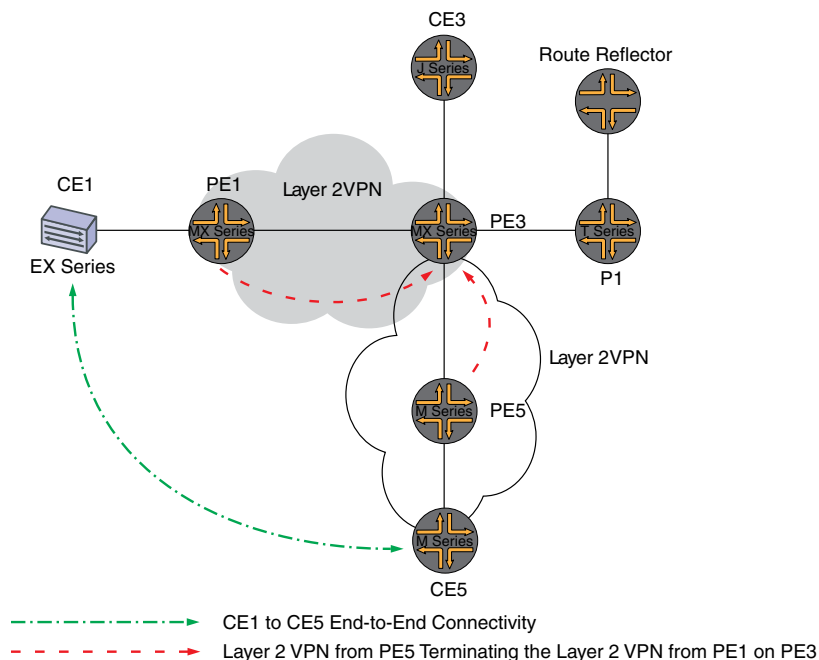 CE3
J Series
Route Reflector
CE1
PE1
Layer 2VPN
MX Series
MX Series
PE3
T Series
EX Series
P1
Layer 2VPN
M Series
PE5
M Series
CE5
CE1 to CE5 End-to-End Connectivity
Layer 2 VPN from PE5 Terminating the Layer 2 VPN from PE1 on PE3